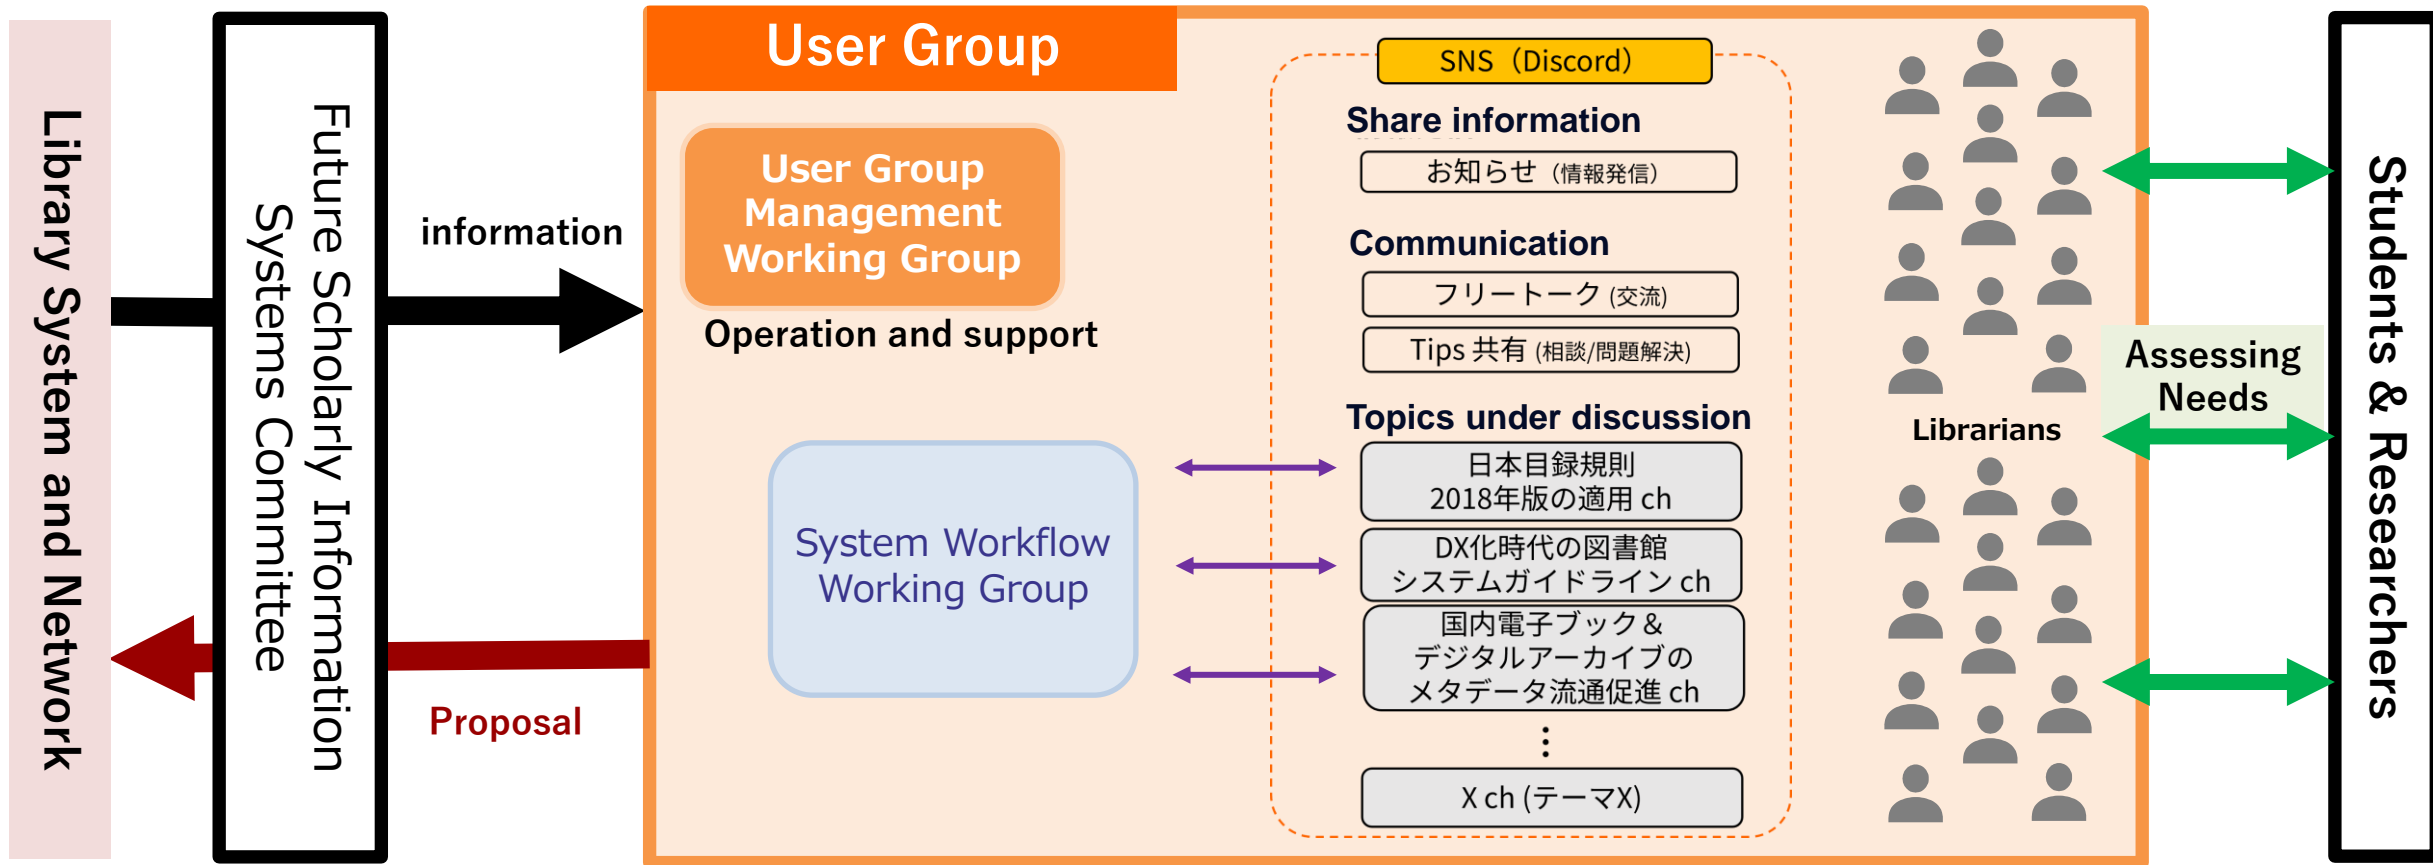 Library System and Network
Future Scholarly Information
Systems Committee
information
Proposal
User Group
User Group
Management
Working Group
Operation and support
System Workflow
Working Group
SNS（Discord）
Share information
お知らせ（情報発信）
Communication
フリートーク (交流)
Tips 共有 (相談/問題解決)
Topics under discussion
日本目録規則
2018年版の適用 ch
DX化時代の図書館
システムガイドライン ch
国内電子ブック＆
デジタルアーカイブの
メタデータ流通促進 ch
⋮
X ch (テーマX)
Librarians
Assessing
Needs
Students & Researchers